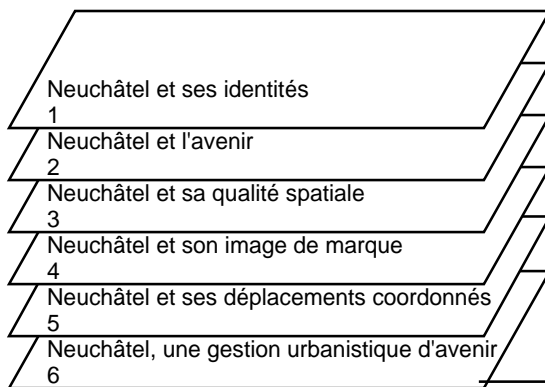 Neuchâtel et ses identités
1
Neuchâtel et l'avenir
2
Neuchâtel et sa qualité spatiale
3
Neuchâtel et son image de marque
4
Neuchâtel et ses déplacements coordonnés
5
Neuchâtel, une gestion urbanistique d'avenir
6